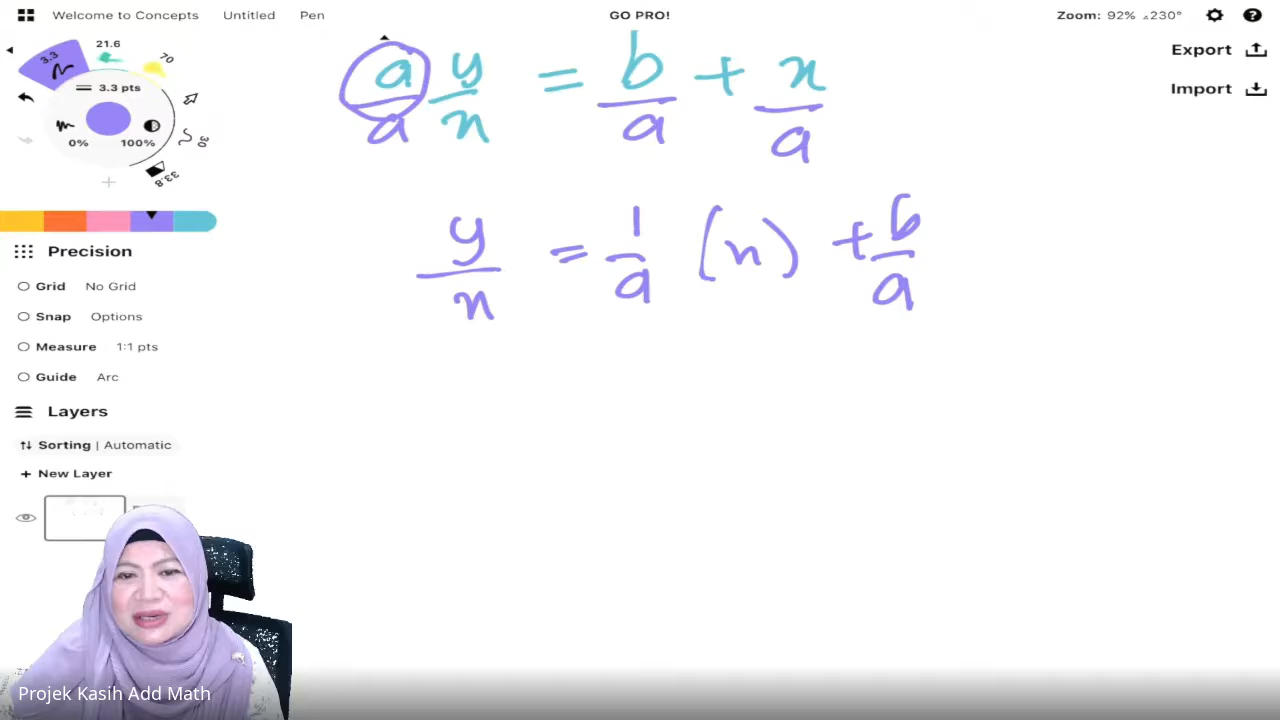 Welcome to Concepts Untitled Pen GO PRO! Zoom: 92% ⊿230°
3.3 21.6 70
3.3 pts
0% 100% 30
33.8
Export
Import
Precision
Grid No Grid
Snap Options
Measure 1:1 pts
Guide Arc
Layers
Sorting | Automatic
+ New Layer
a/a y/x = b/a + x/a
y/x = 1/a (x) + b/a
Projek Kasih Add Math